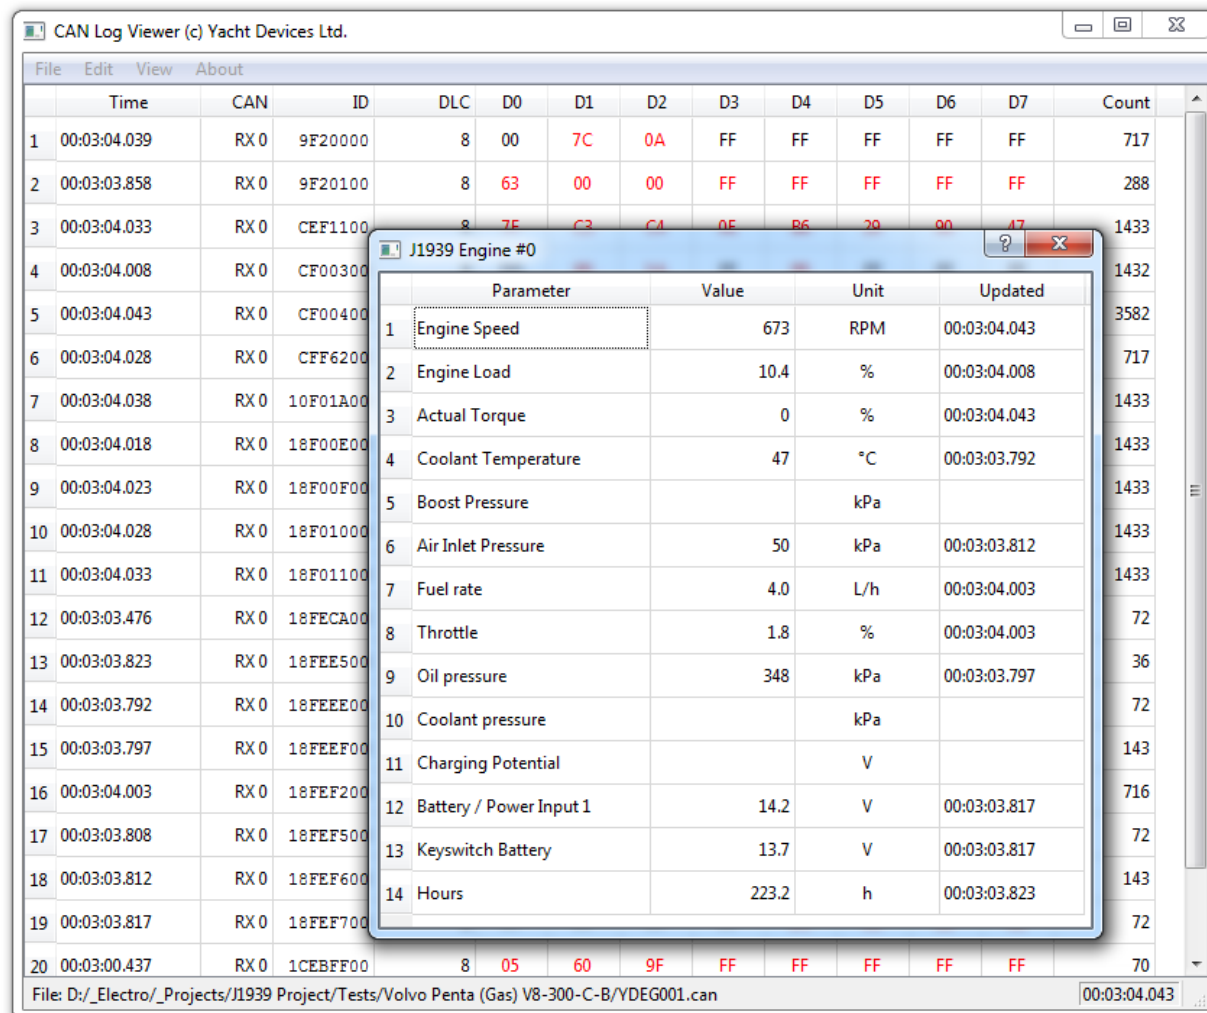 CAN Log Viewer (c) Yacht Devices Ltd.
File Edit View About
Time CAN ID DLC D0 D1 D2 D3 D4 D5 D6 D7 Count
1 00:03:04.039 RX 0 9F20000 8 00 7C 0A FF FF FF FF FF 717
2 00:03:03.858 RX 0 9F20100 8 63 00 00 FF FF FF FF FF 288
3 00:03:04.033 RX 0 CEF1100 8 7F C3 C4 0F B6 29 90 47 1433
4 00:03:04.008 RX 0 CF00300 1432
5 00:03:04.043 RX 0 CF00400 3582
6 00:03:04.028 RX 0 CFF6200 717
7 00:03:04.038 RX 0 10F01A00 1433
8 00:03:04.018 RX 0 18F00E00 1433
9 00:03:04.023 RX 0 18F00F00 1433
10 00:03:04.028 RX 0 18F01000 1433
11 00:03:04.033 RX 0 18F01100 1433
12 00:03:03.476 RX 0 18FECA00 72
13 00:03:03.823 RX 0 18FEE500 36
14 00:03:03.792 RX 0 18FEEE00 72
15 00:03:03.797 RX 0 18FEEF00 143
16 00:03:04.003 RX 0 18FEF200 716
17 00:03:03.808 RX 0 18FEF500 72
18 00:03:03.812 RX 0 18FEF600 143
19 00:03:03.817 RX 0 18FEF700 72
20 00:03:00.437 RX 0 1CEBFF00 8 05 60 9F FF FF FF FF FF 70
J1939 Engine #0
Parameter Value Unit Updated
1 Engine Speed 673 RPM 00:03:04.043
2 Engine Load 10.4 % 00:03:04.008
3 Actual Torque 0 % 00:03:04.043
4 Coolant Temperature 47 °C 00:03:03.792
5 Boost Pressure kPa
6 Air Inlet Pressure 50 kPa 00:03:03.812
7 Fuel rate 4.0 L/h 00:03:04.003
8 Throttle 1.8 % 00:03:04.003
9 Oil pressure 348 kPa 00:03:03.797
10 Coolant pressure kPa
11 Charging Potential V
12 Battery / Power Input 1 14.2 V 00:03:03.817
13 Keyswitch Battery 13.7 V 00:03:03.817
14 Hours 223.2 h 00:03:03.823
File: D:/_Electro/_Projects/J1939 Project/Tests/Volvo Penta (Gas) V8-300-C-B/YDEG001.can 00:03:04.043